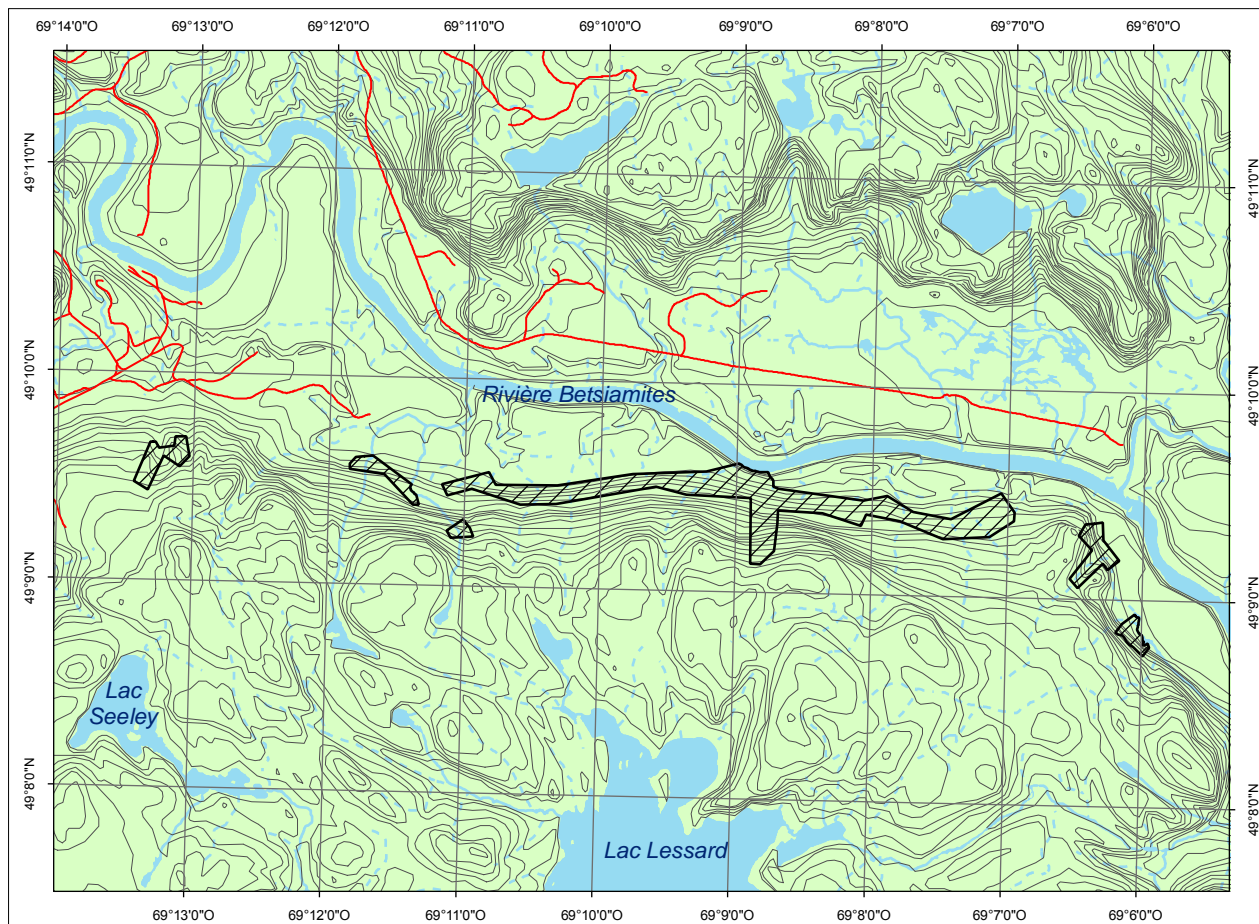 69°14'0"O 69°13'0"O 69°12'0"O 69°11'0"O 69°10'0"O 69°9'0"O 69°8'0"O 69°7'0"O 69°6'0"O
49°11'0"N
49°11'0"N
49°10'0"N
Rivière Betsiamites
49°10'0"N
49°9'0"N
49°9'0"N
Lac
Seeley
49°8'0"N
49°8'0"N
Lac Lessard
69°13'0"O 69°12'0"O 69°11'0"O 69°10'0"O 69°9'0"O 69°8'0"O 69°7'0"O 69°6'0"O